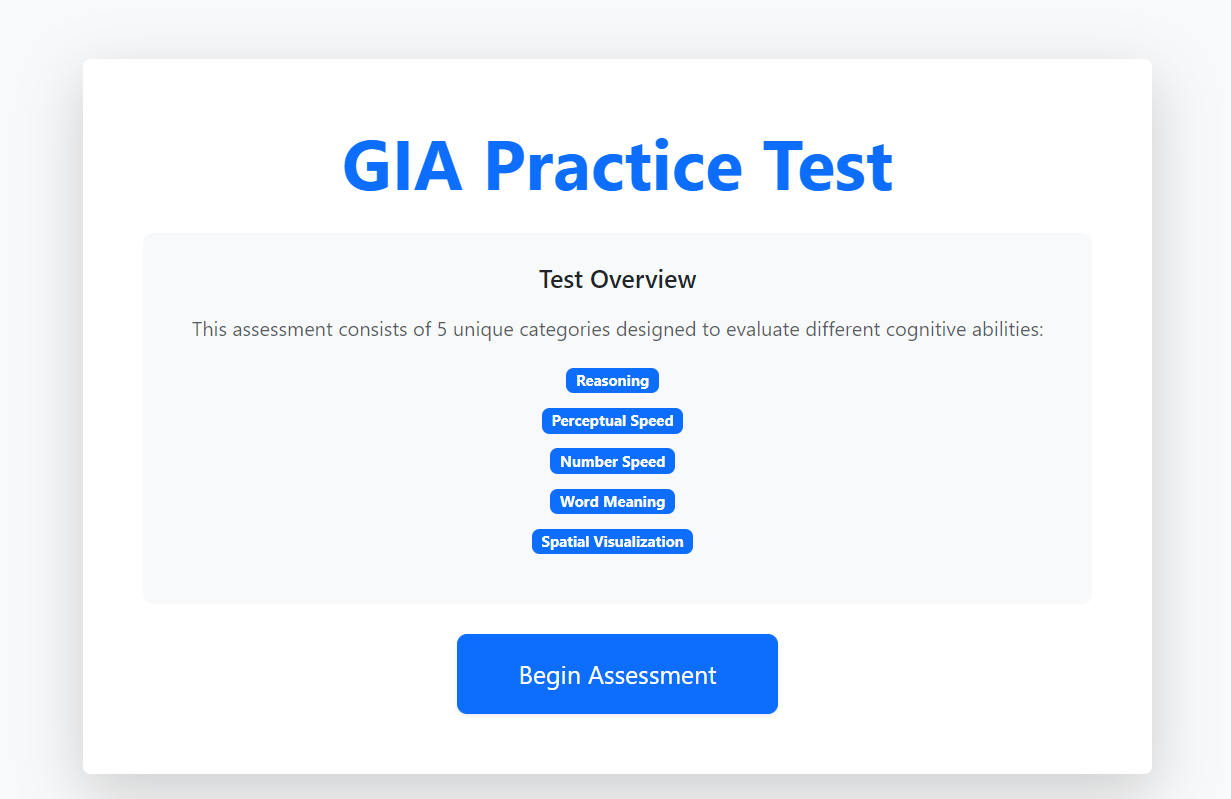 GIA Practice Test
Test Overview
This assessment consists of 5 unique categories designed to evaluate different cognitive abilities:
Reasoning
Perceptual Speed
Number Speed
Word Meaning
Spatial Visualization
Begin Assessment